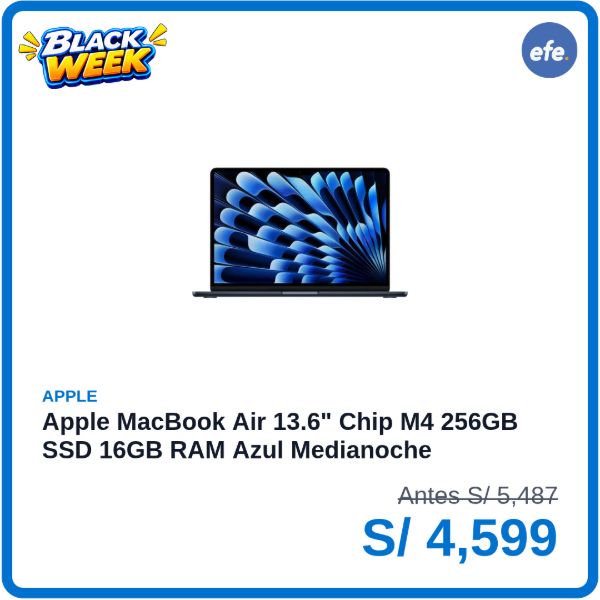 BLACK
WEEK
efe.
APPLE
Apple MacBook Air 13.6" Chip M4 256GB
SSD 16GB RAM Azul Medianoche
Antes S/ 5,487
S/ 4,599